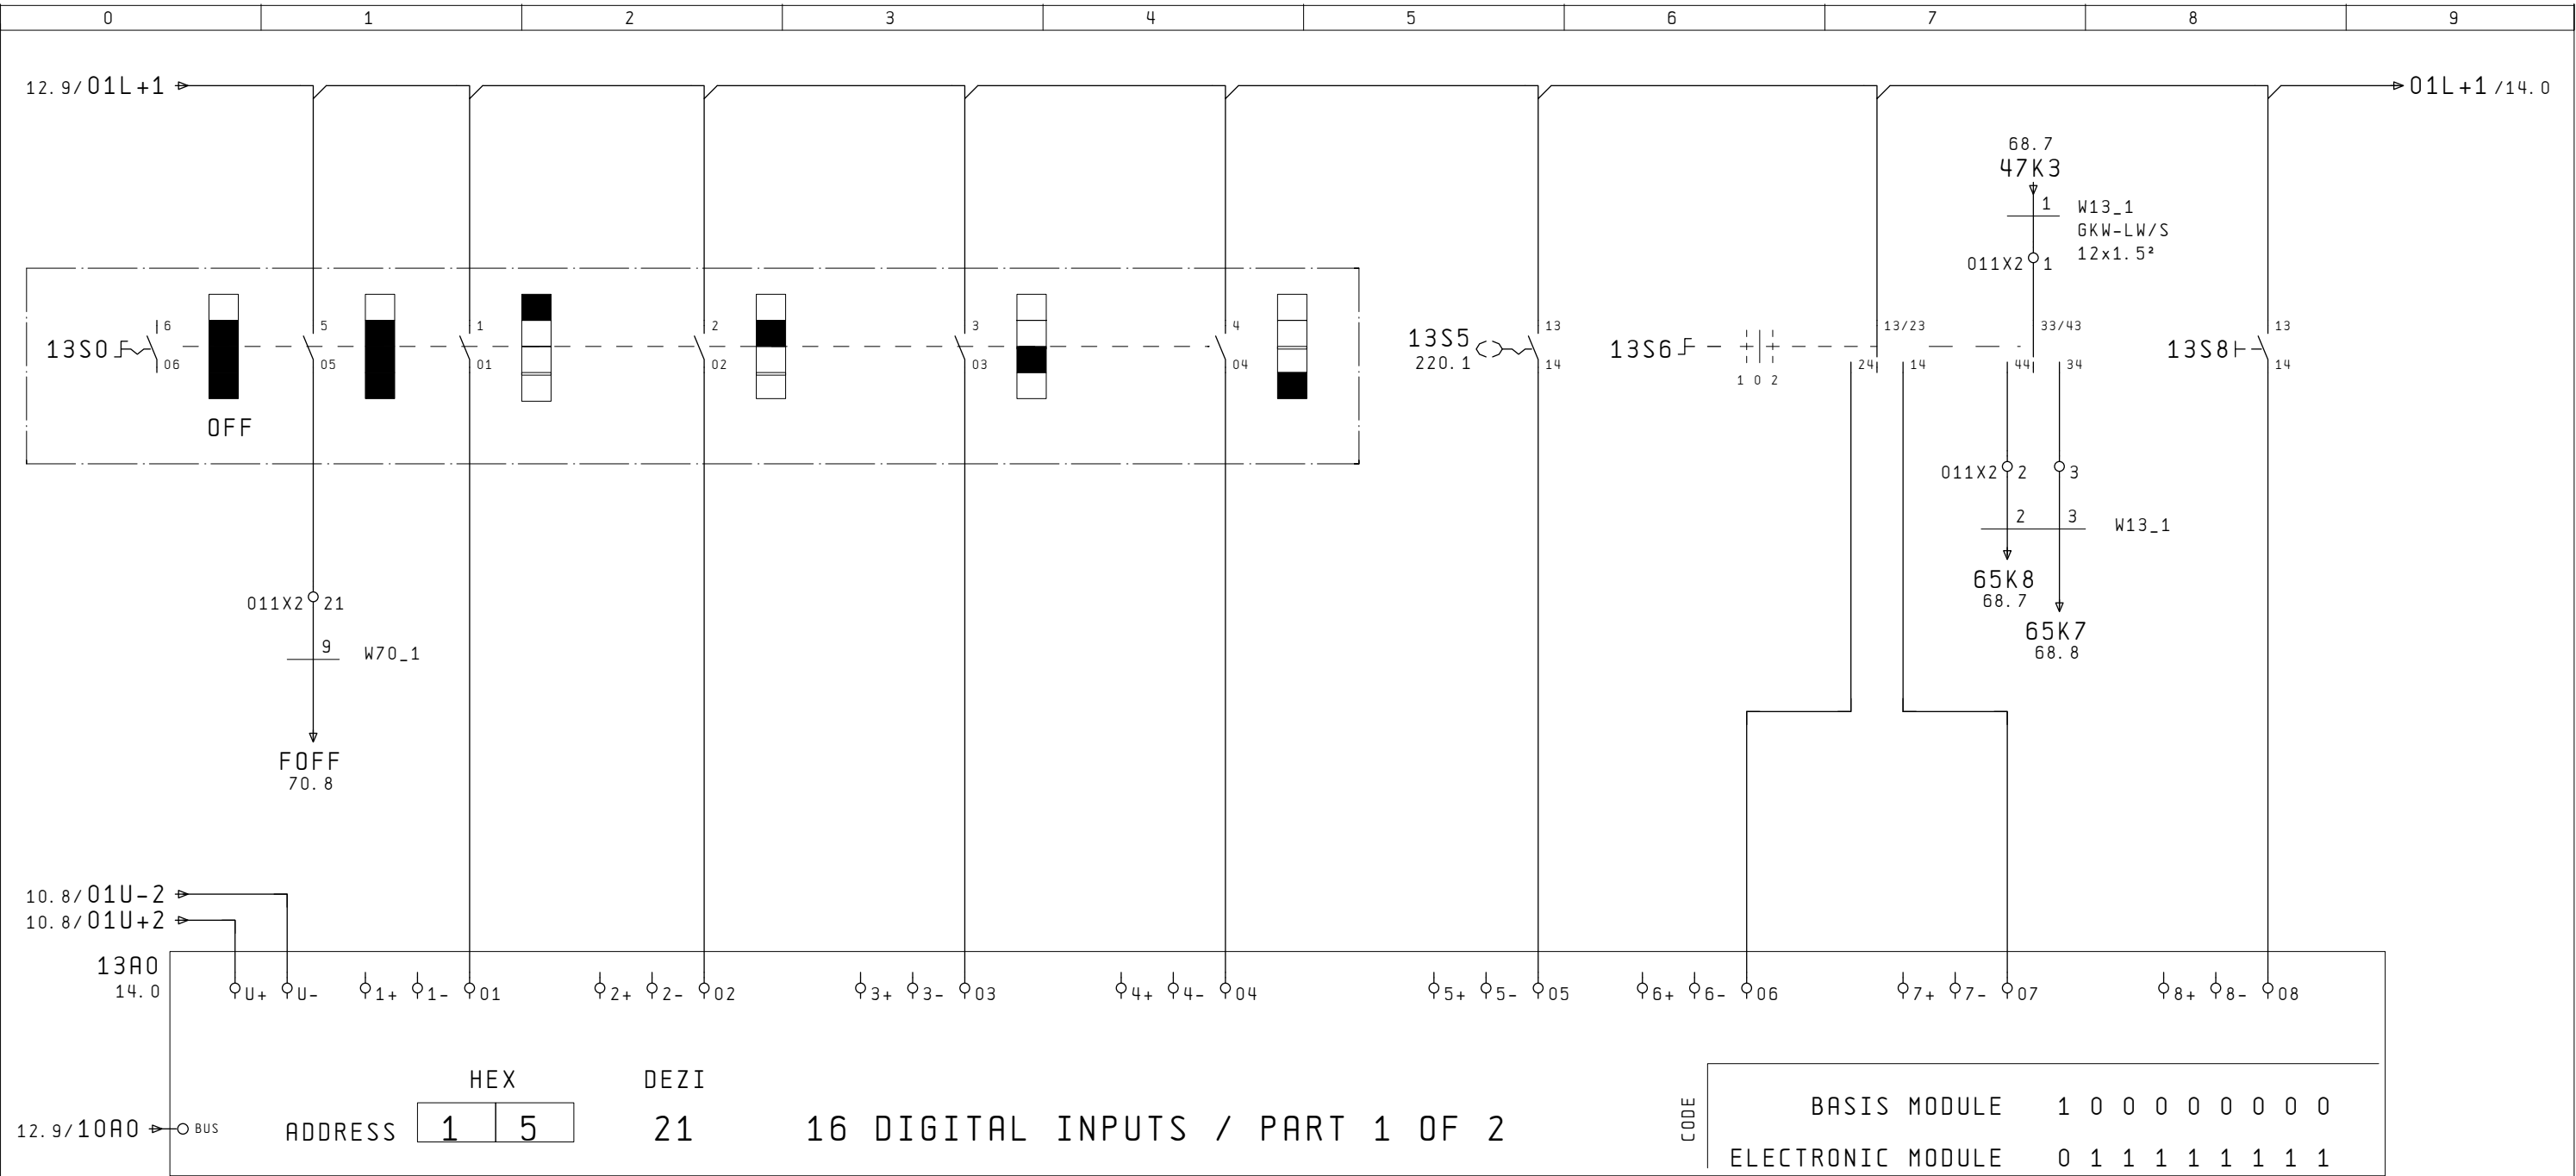 0 1 2 3 4 5 6 7 8 9
12.9/01L+1 01L+1/14.0
68.7
47K3
1 W13_1
GKW-LW/S
12x1.5²
011X2 1
6 5 1 2 3 4 13 13/23 33/43 13
13S0 13S5 13S6 13S8
220.1
06 05 01 02 03 04 14 24 14 44 34 14
1 0 2
OFF
011X2 2 3
2 3 W13_1
65K8
68.7
011X2 21
65K7
68.8
9 W70_1
FOFF
70.8
10.8/01U-2
10.8/01U+2
13A0
14.0
U+ U- 1+ 1- 01 2+ 2- 02 3+ 3- 03 4+ 4- 04 5+ 5- 05 6+ 6- 06 7+ 7- 07 8+ 8- 08
HEX DEZI
12.9/10A0 BUS ADDRESS 1 5 21 16 DIGITAL INPUTS / PART 1 OF 2
CODE
BASIS MODULE 1 0 0 0 0 0 0 0 0
ELECTRONIC MODULE 0 1 1 1 1 1 1 1 1